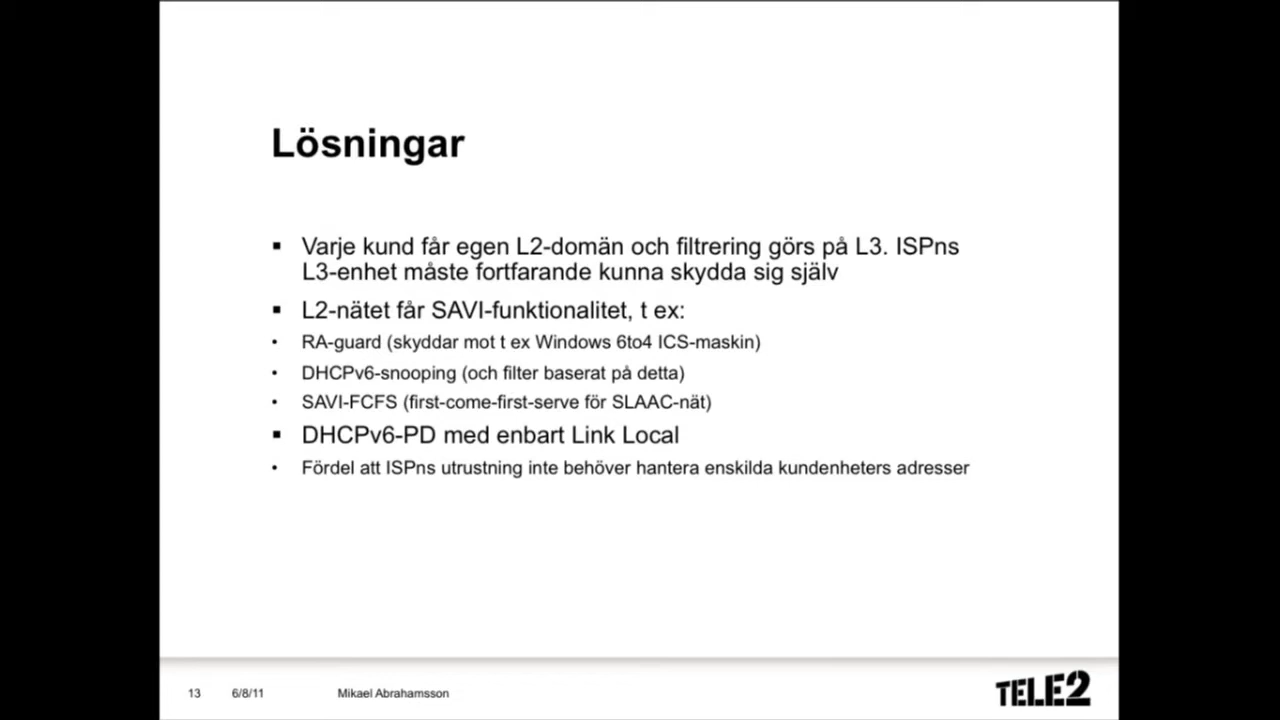 Lösningar
Varje kund får egen L2-domän och filtrering görs på L3. ISPns
L3-enhet måste fortfarande kunna skydda sig själv
L2-nätet får SAVI-funktionalitet, t ex:
RA-guard (skyddar mot t ex Windows 6to4 ICS-maskin)
DHCPv6-snooping (och filter baserat på detta)
SAVI-FCFS (first-come-first-serve för SLAAC-nät)
DHCPv6-PD med enbart Link Local
Fördel att ISPns utrustning inte behöver hantera enskilda kundenheters adresser
13 6/8/11 Mikael Abrahamsson
TELE2